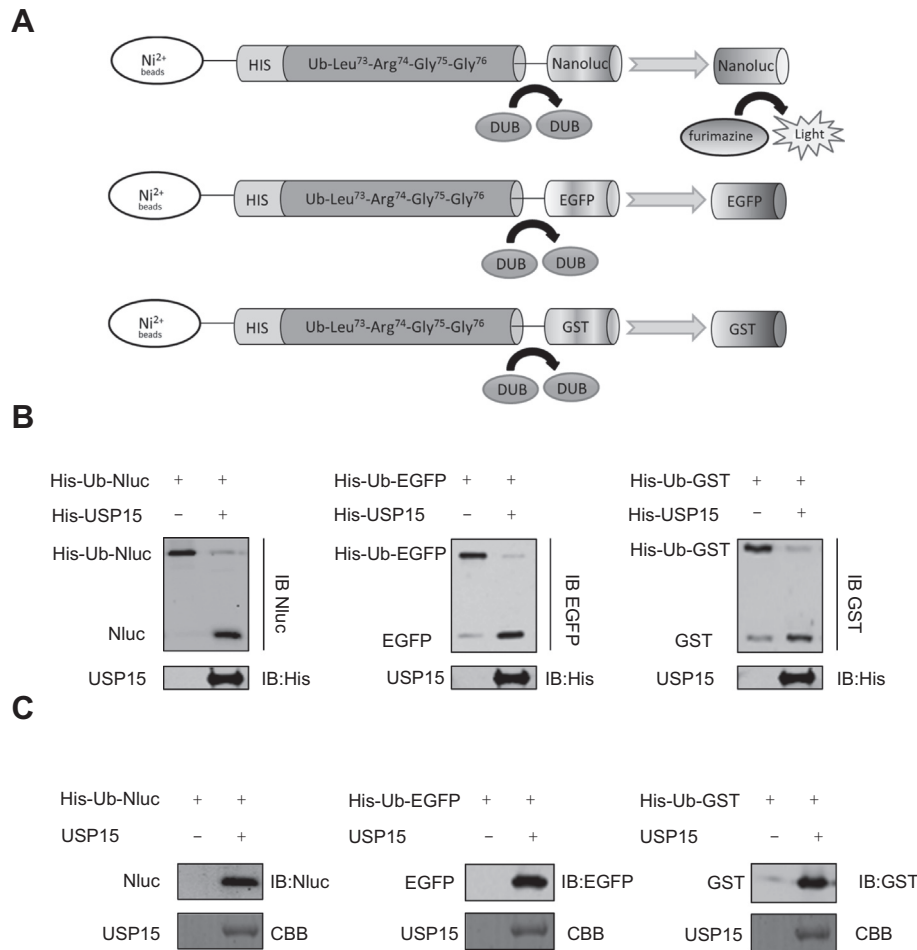 A
Ni2+
beads
HIS
Ub-Leu73-Arg74-Gly75-Gly76
Nanoluc
Nanoluc
DUB
DUB
furimazine
Light
Ni2+
beads
HIS
Ub-Leu73-Arg74-Gly75-Gly76
EGFP
EGFP
DUB
DUB
Ni2+
beads
HIS
Ub-Leu73-Arg74-Gly75-Gly76
GST
GST
DUB
DUB
B
His-Ub-Nluc + +
His-USP15 – +
His-Ub-Nluc
Nluc
IB Nluc
USP15
IB:His
His-Ub-EGFP + +
His-USP15 – +
His-Ub-EGFP
EGFP
IB EGFP
USP15
IB:His
His-Ub-GST + +
His-USP15 – +
His-Ub-GST
GST
IB GST
USP15
IB:His
C
His-Ub-Nluc + +
USP15 – +
Nluc
IB:Nluc
USP15
CBB
His-Ub-EGFP + +
USP15 – +
EGFP
IB:EGFP
USP15
CBB
His-Ub-GST + +
USP15 – +
GST
IB:GST
USP15
CBB